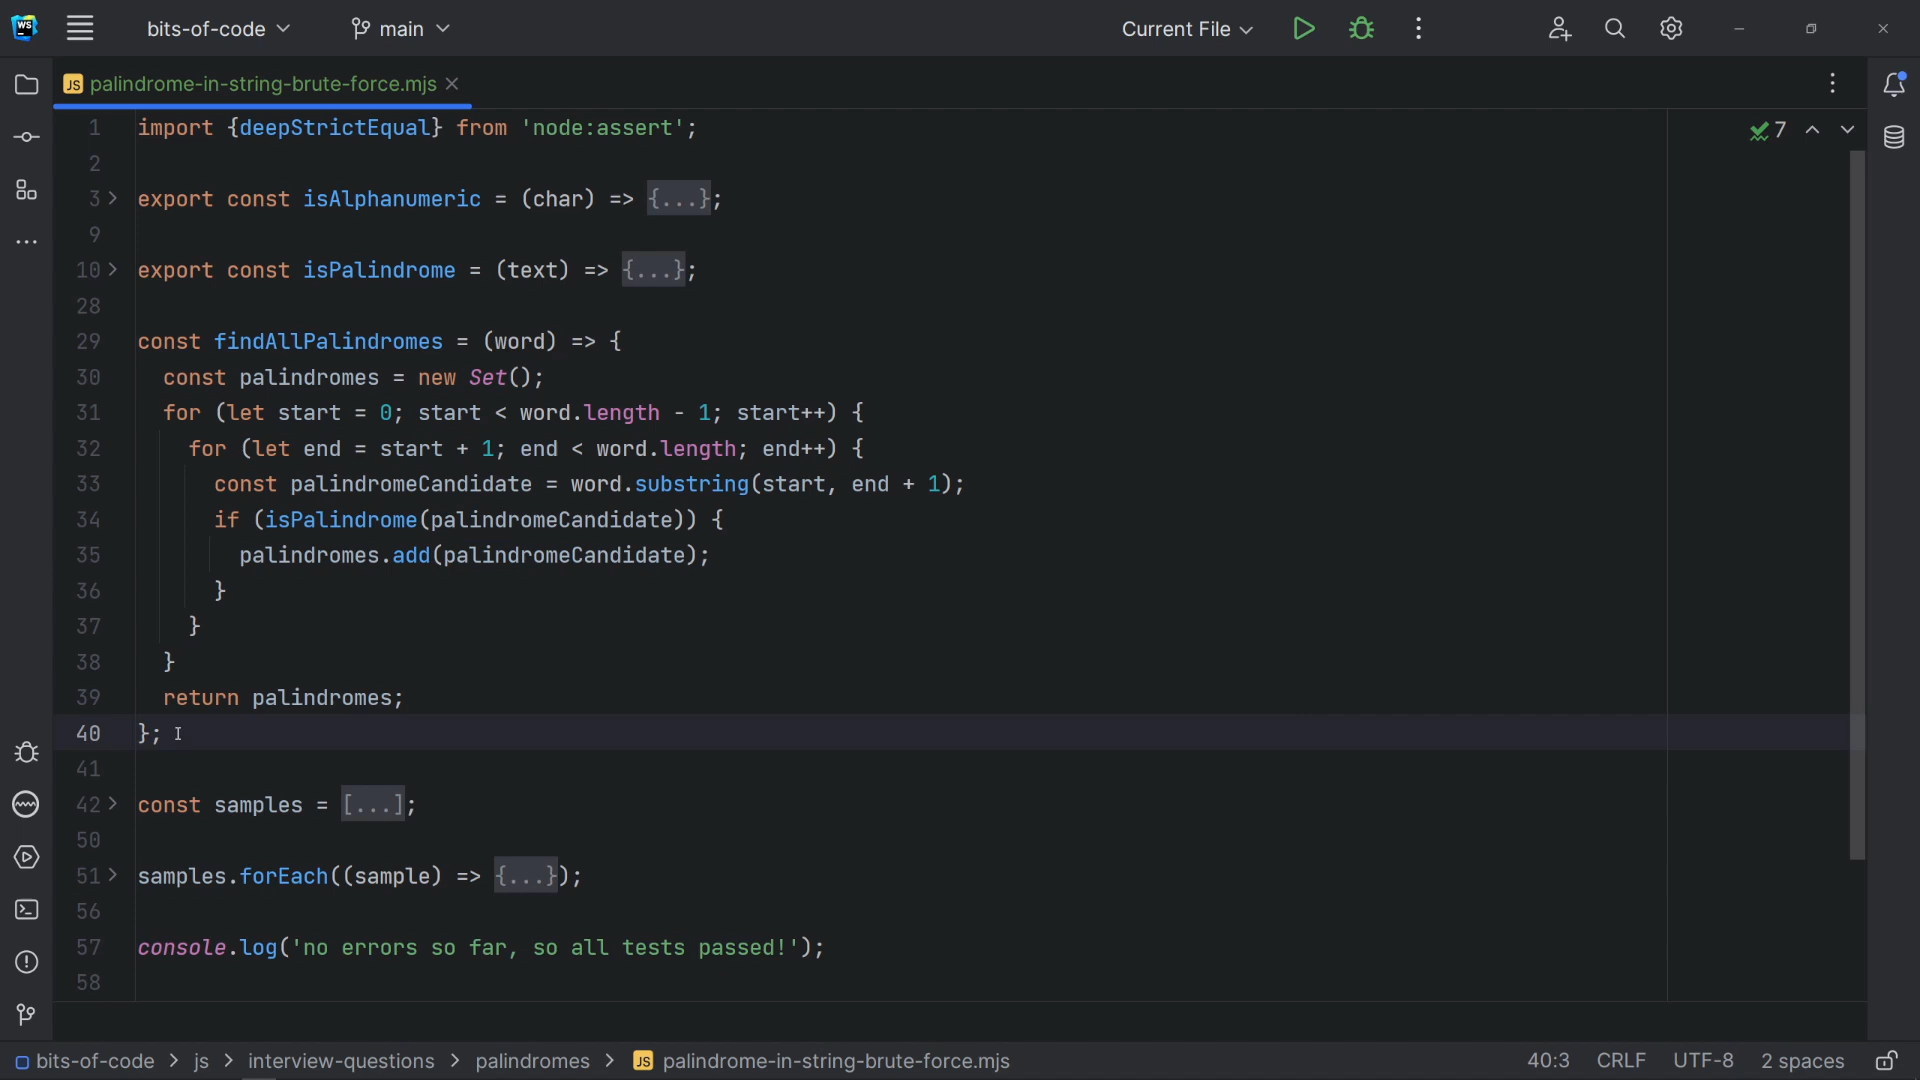 WS
bits-of-code
main
Current File
JS palindrome-in-string-brute-force.mjs
7
1 import {deepStrictEqual} from 'node:assert';
2
3 export const isAlphanumeric = (char) => {...};
9
10 export const isPalindrome = (text) => {...};
28
29 const findAllPalindromes = (word) => {
30 const palindromes = new Set();
31 for (let start = 0; start < word.length - 1; start++) {
32 for (let end = start + 1; end < word.length; end++) {
33 const palindromeCandidate = word.substring(start, end + 1);
34 if (isPalindrome(palindromeCandidate)) {
35 palindromes.add(palindromeCandidate);
36 }
37 }
38 }
39 return palindromes;
40 };
41
42 const samples = [...];
50
51 samples.forEach((sample) => {...});
56
57 console.log('no errors so far, so all tests passed!');
58
bits-of-code > js > interview-questions > palindromes > JS palindrome-in-string-brute-force.mjs
40:3 CRLF UTF-8 2 spaces